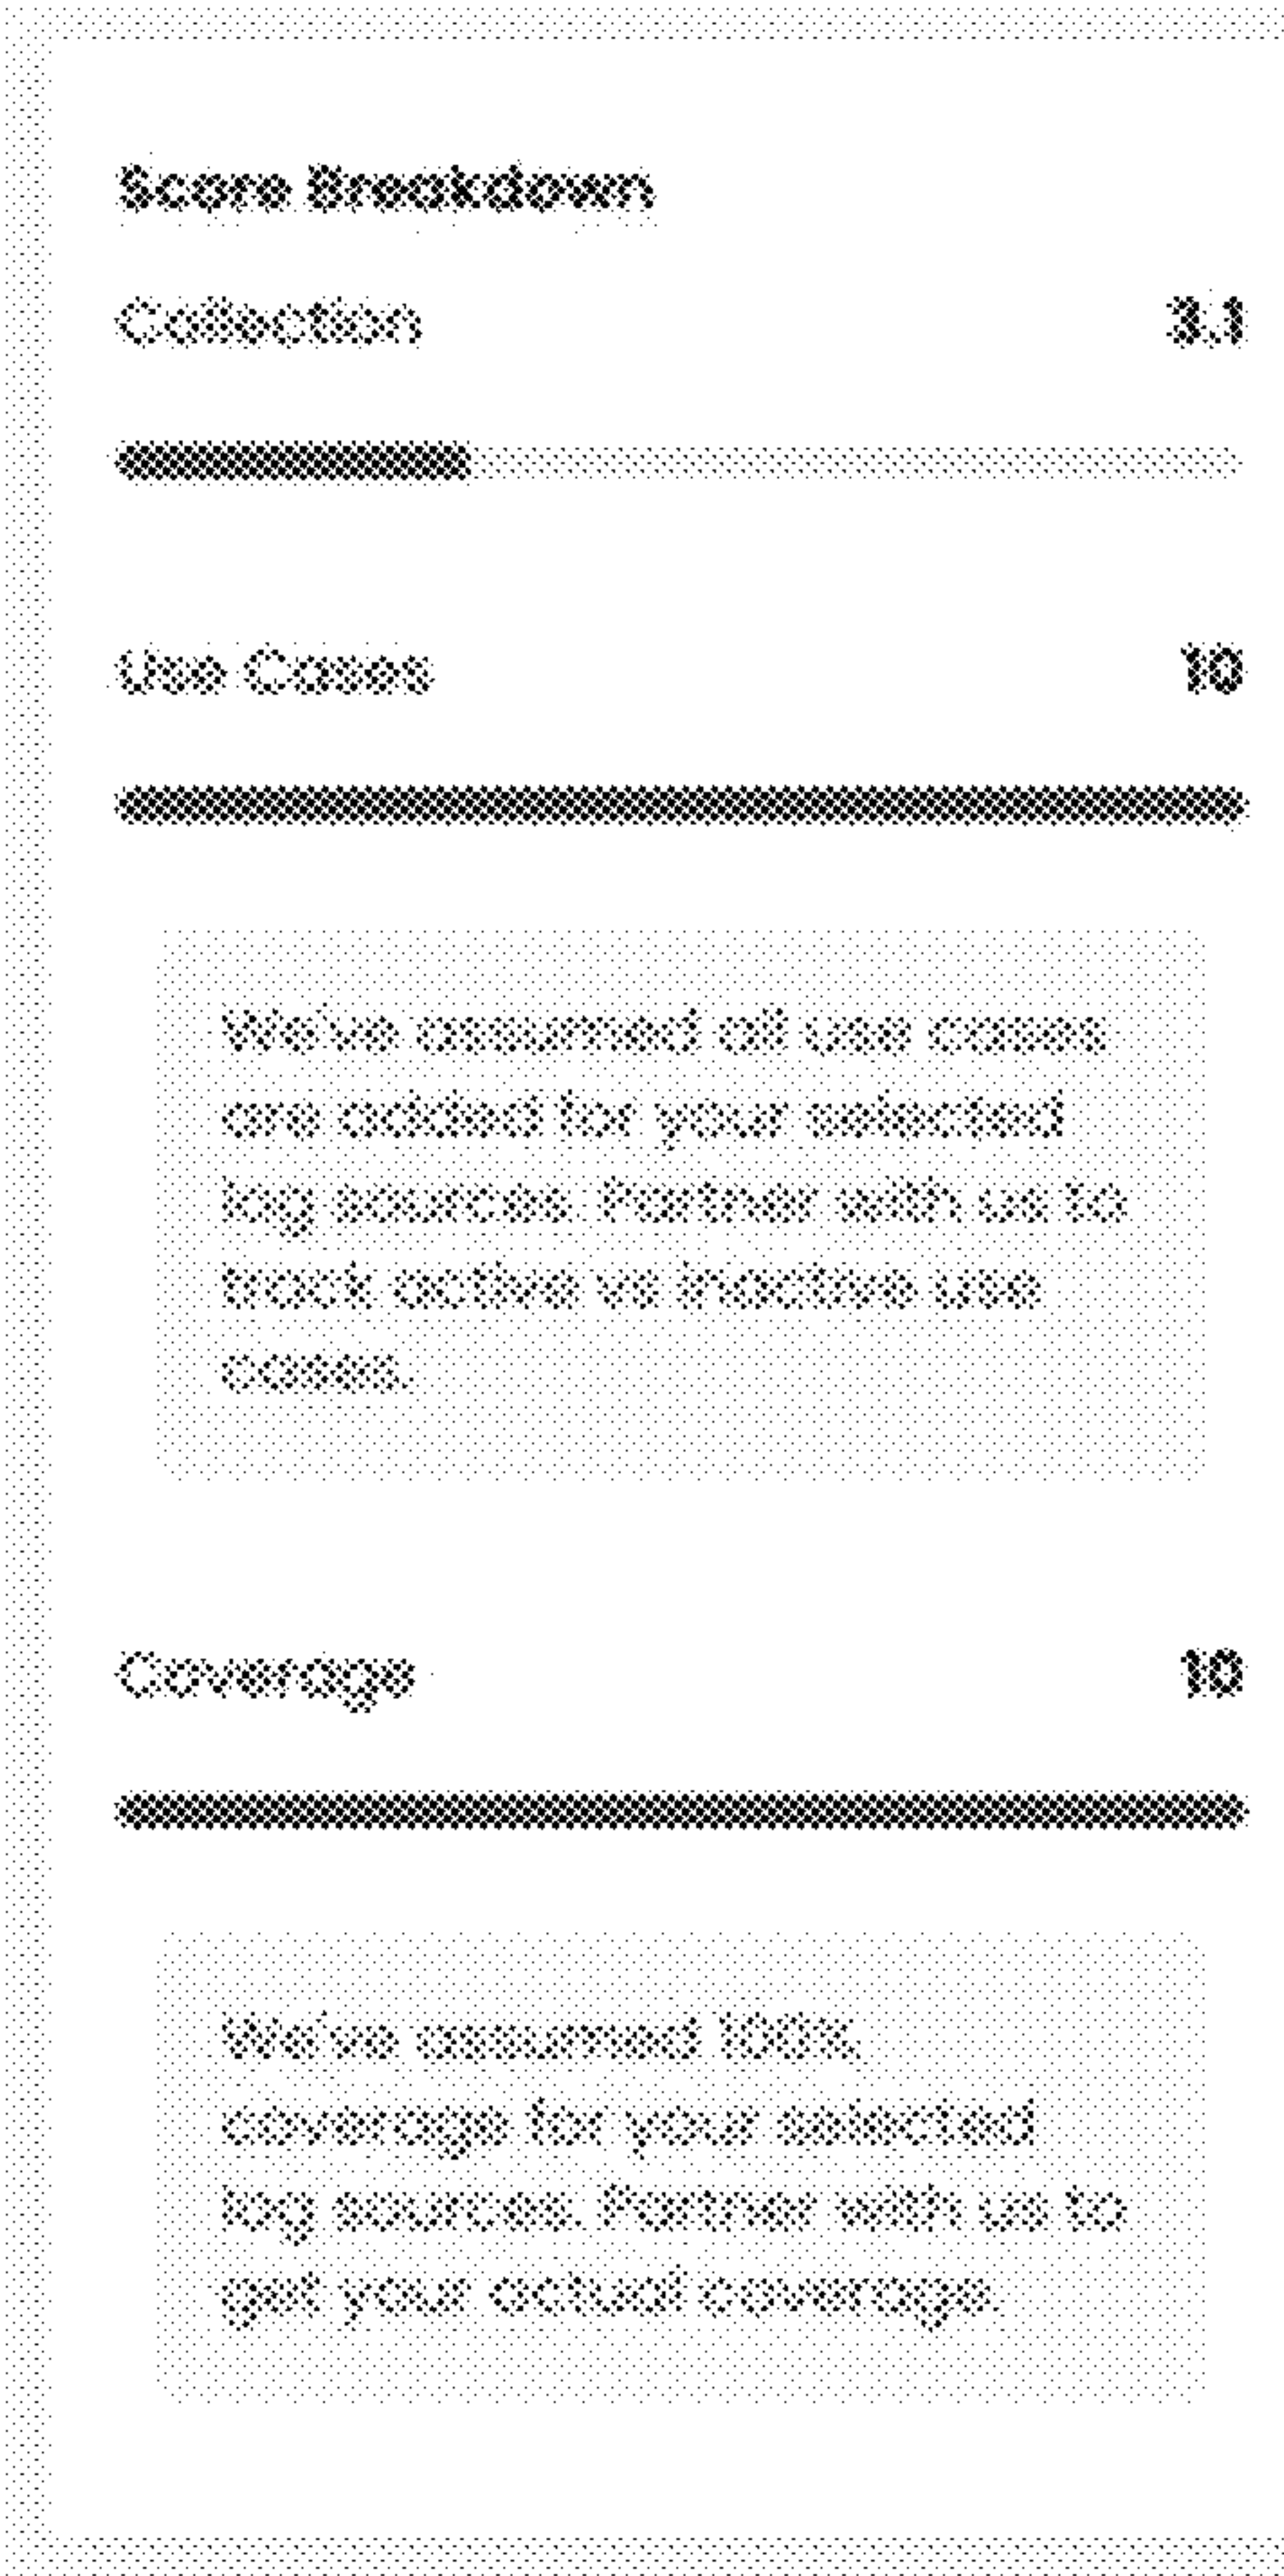 Score Breakdown
Collection 3.1
Use Cases 10
We've assumed all use cases
are added for your selected
log sources. Partner with us to
track active vs inactive use
cases.
Coverage 10
We've assumed 100%
coverage for your selected
log sources. Partner with us to
get your actual coverage.